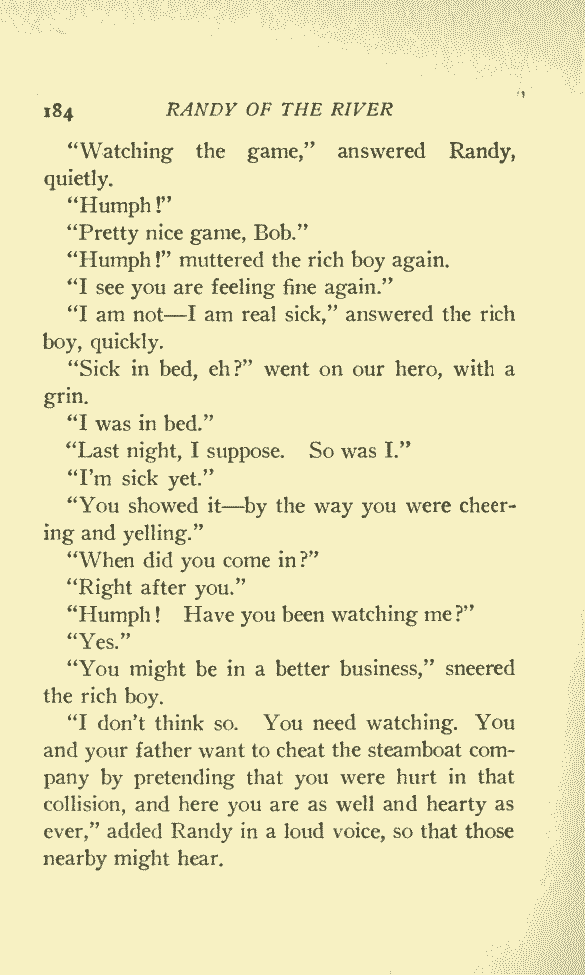 184 RANDY OF THE RIVER
“Watching the game,” answered Randy,
quietly.
“Humph!”
“Pretty nice game, Bob.”
“Humph!” muttered the rich boy again.
“I see you are feeling fine again.”
“I am not—I am real sick,” answered the rich
boy, quickly.
“Sick in bed, eh?” went on our hero, with a
grin.
“I was in bed.”
“Last night, I suppose. So was I.”
“I'm sick yet.”
“You showed it—by the way you were cheer-
ing and yelling.”
“When did you come in?”
“Right after you.”
“Humph! Have you been watching me?”
“Yes.”
“You might be in a better business,” sneered
the rich boy.
“I don't think so. You need watching. You
and your father want to cheat the steamboat com-
pany by pretending that you were hurt in that
collision, and here you are as well and hearty as
ever,” added Randy in a loud voice, so that those
nearby might hear.